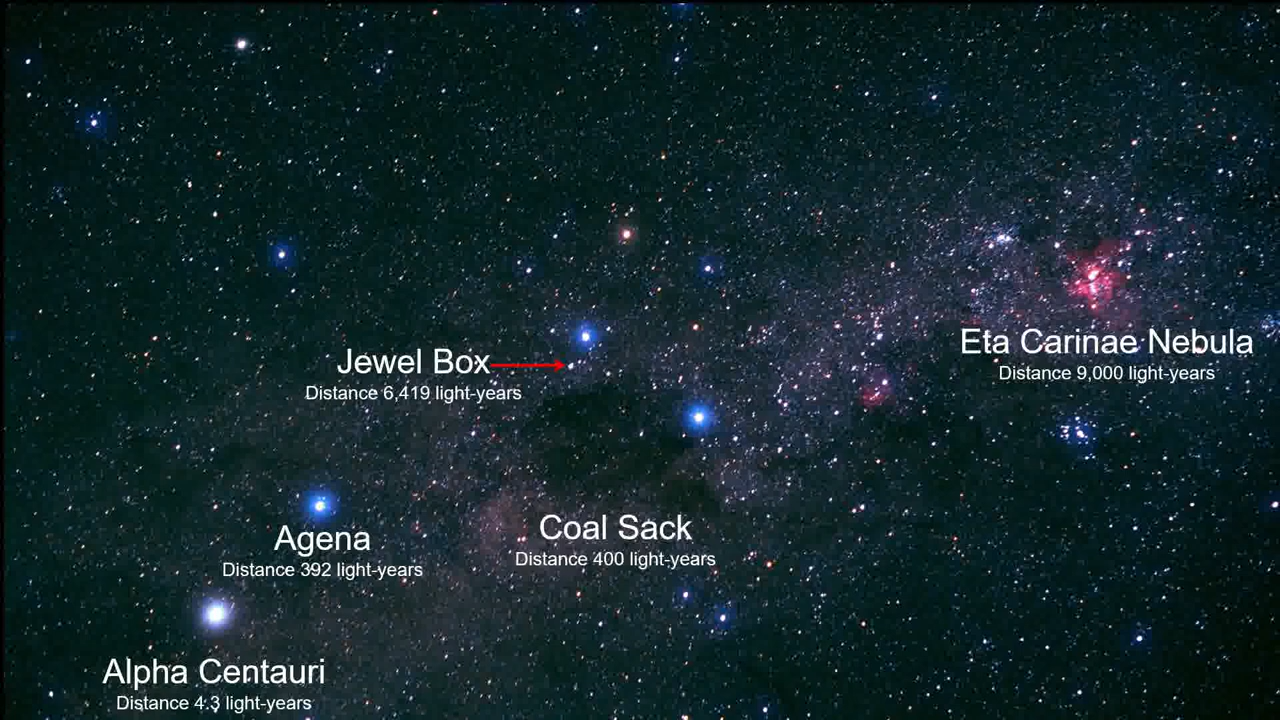 Jewel Box
Distance 6,419 light-years
Eta Carinae Nebula
Distance 9,000 light-years
Agena
Distance 392 light-years
Coal Sack
Distance 400 light-years
Alpha Centauri
Distance 4.3 light-years